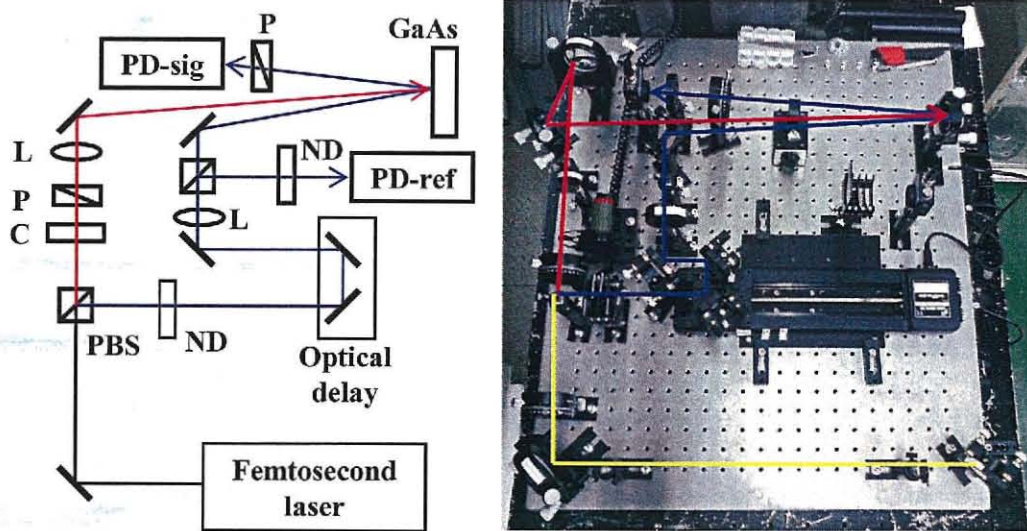 P
GaAs
PD-sig
L
ND
PD-ref
P
L
C
PBS
ND
Optical
delay
Femtosecond
laser